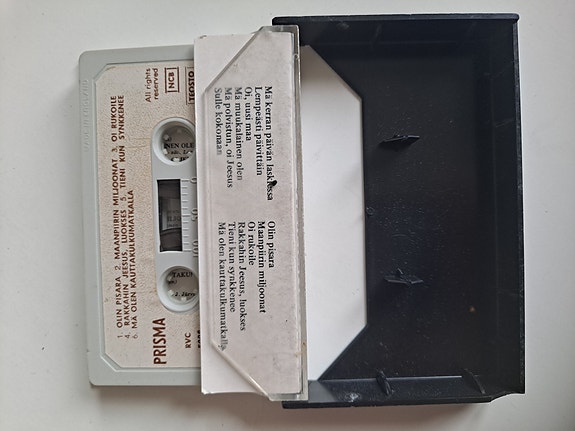 1. OLIN PISARA 2. MAANPIIRIN MILJOONAT 3. OI RUKOILE
4. RAKKAHIN JEESUS, LUOKSES 5. TIENI KUN SYNKKENEE
6. MÄ OLEN KAUTTAKULKUMATKALLA
All rights
reserved
NCB
TEOSTO
PRISMA
RVC
Mä kerran päivän laskiessa
Lempeästi päivittäin
Oi, uusi maa
Mä muukalainen olen
Mä polvistun, oi Jeesus
Sulle kokonaan
Olin pisara
Maanpiirin miljoonat
Oi rukoile
Rakkahin Jeesus, luokses
Tieni kun synkkenee
Mä olen kauttakulkumatkalla